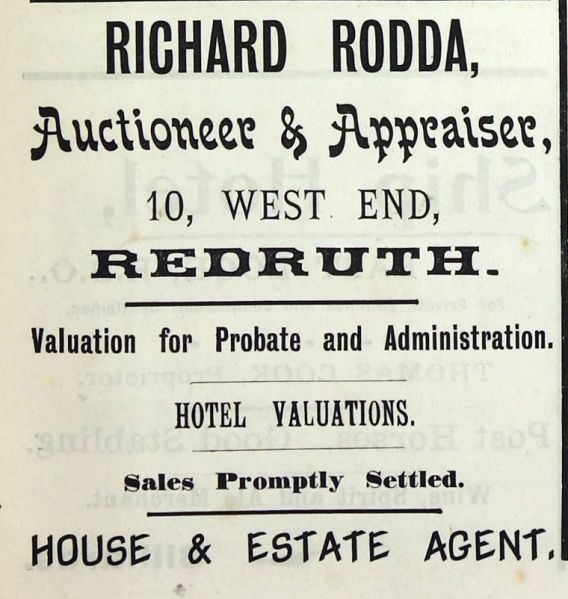 RICHARD RODDA,
Auctioneer & Appraiser,
10, WEST END,
REDRUTH.
Valuation for Probate and Administration.
HOTEL VALUATIONS.
Sales Promptly Settled.
HOUSE & ESTATE AGENT.